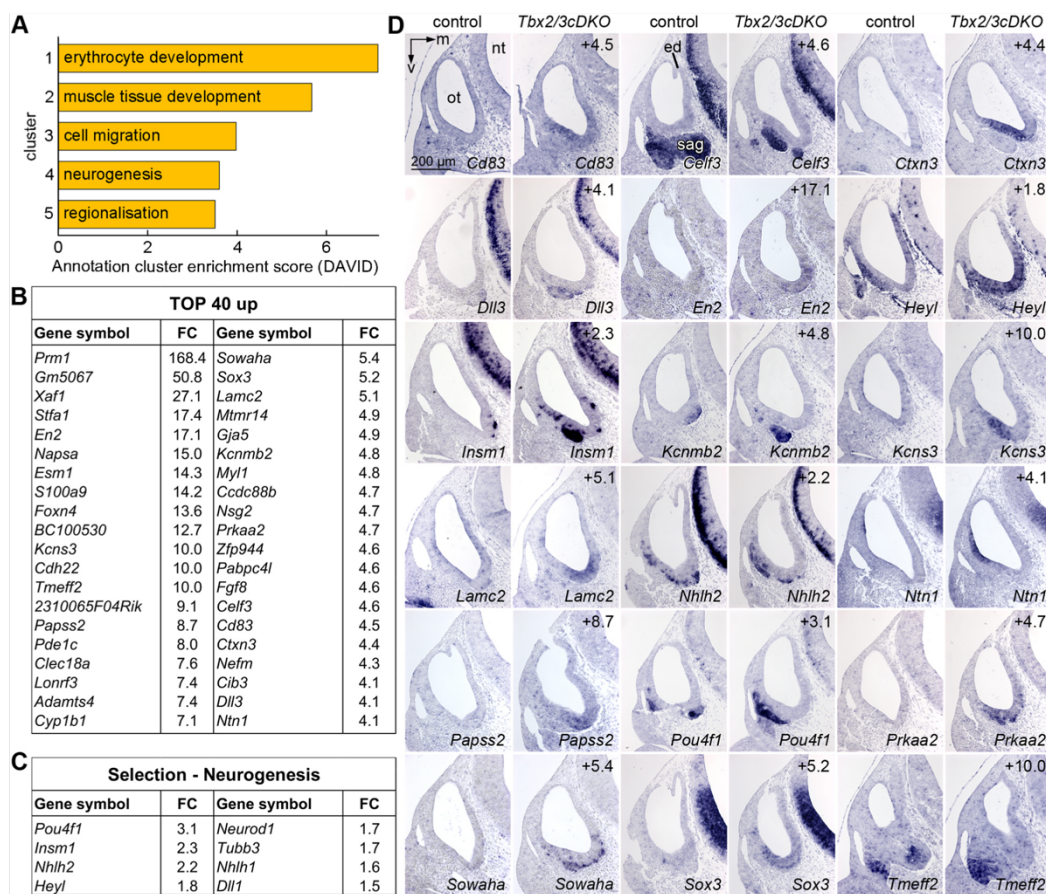 A
cluster
1 erythrocyte development
2 muscle tissue development
3 cell migration
4 neurogenesis
5 regionalisation
0 2 4 6
Annotation cluster enrichment score (DAVID)
B
TOP 40 up
Gene symbol FC Gene symbol FC
Prm1 168.4 Sowaha 5.4
Gm5067 50.8 Sox3 5.2
Xaf1 27.1 Lamc2 5.1
Stfa1 17.4 Mtmr14 4.9
En2 17.1 Gja5 4.9
Napsa 15.0 Kcnmb2 4.8
Esm1 14.3 Myl1 4.8
S100a9 14.2 Ccdc88b 4.7
Foxn4 13.6 Nsg2 4.7
BC100530 12.7 Prkaa2 4.7
Kcns3 10.0 Zfp944 4.6
Cdh22 10.0 Pabpc4l 4.6
Tmeff2 10.0 Fgf8 4.6
2310065F04Rik 9.1 Celf3 4.6
Papss2 8.7 Cd83 4.5
Pde1c 8.0 Ctxn3 4.4
Clec18a 7.6 Nefm 4.3
Lonrf3 7.4 Cib3 4.1
Adamts4 7.4 Dll3 4.1
Cyp1b1 7.1 Ntn1 4.1
C
Selection - Neurogenesis
Gene symbol FC Gene symbol FC
Pou4f1 3.1 Neurod1 1.7
Insm1 2.3 Tubb3 1.7
Nhlh2 2.2 Nhlh1 1.6
Heyl 1.8 Dll1 1.5
D
control Tbx2/3cDKO control Tbx2/3cDKO control Tbx2/3cDKO
m nt +4.5 ed +4.6 +4.4
v
ot sag
200 µm
Cd83 Cd83 Celf3 Celf3 Ctxn3 Ctxn3
+4.1 +17.1 +1.8
Dll3 Dll3 En2 En2 Heyl Heyl
+2.3 +4.8 +10.0
Insm1 Insm1 Kcnmb2 Kcnmb2 Kcns3 Kcns3
+5.1 +2.2 +4.1
Lamc2 Lamc2 Nhlh2 Nhlh2 Ntn1 Ntn1
+8.7 +3.1 +4.7
Papss2 Papss2 Pou4f1 Pou4f1 Prkaa2 Prkaa2
+5.4 +5.2 +10.0
Sowaha Sowaha Sox3 Sox3 Tmeff2 Tmeff2